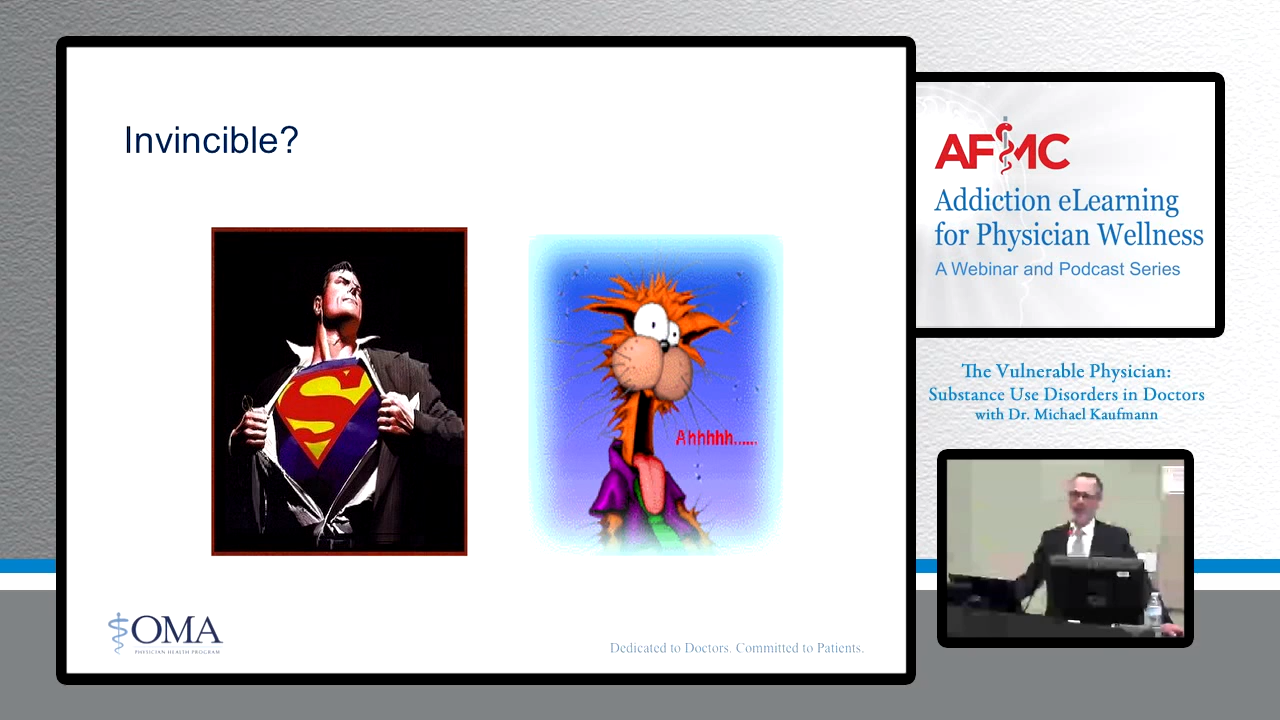 Invincible?
S
Ahhhhh......
OMA
PHYSICIAN HEALTH PROGRAM
Dedicated to Doctors. Committed to Patients.
AFMC
Addiction eLearning
for Physician Wellness
A Webinar and Podcast Series
The Vulnerable Physician:
Substance Use Disorders in Doctors
with Dr. Michael Kaufmann